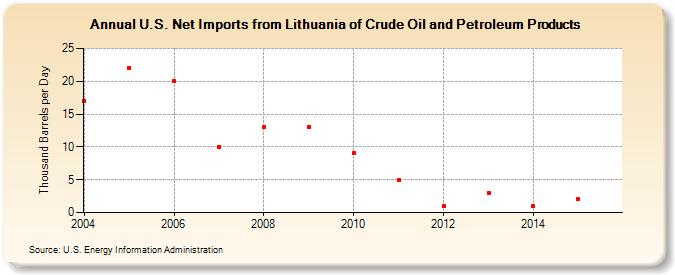 Annual U.S. Net Imports from Lithuania of Crude Oil and Petroleum Products
Thousand Barrels per Day
25
20
15
10
5
0
2004 2006 2008 2010 2012 2014
Source: U.S. Energy Information Administration